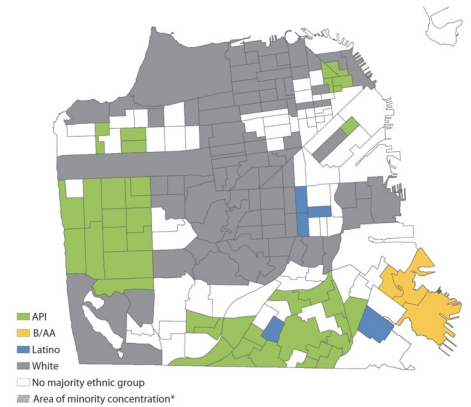 API
B/AA
Latino
White
No majority ethnic group
Area of minority concentration*